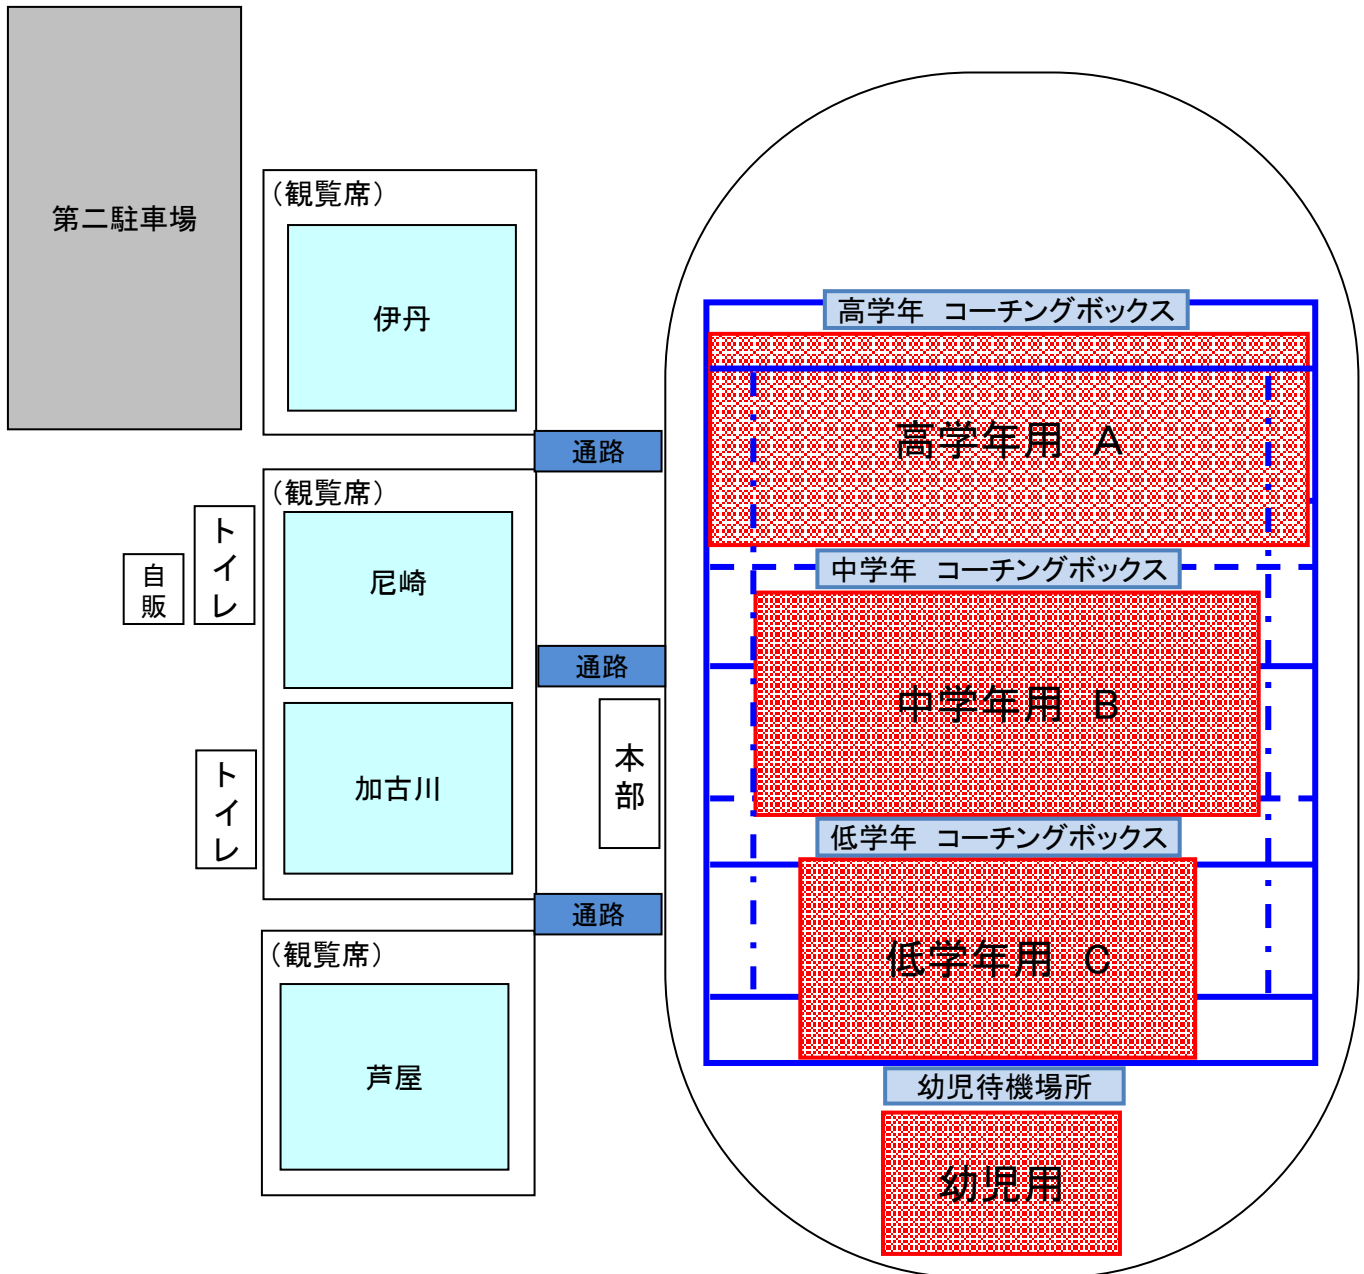 第二駐車場
（観覧席）
伊丹
通路
（観覧席）
尼崎
トイレ
自販
通路
加古川
トイレ
本部
通路
（観覧席）
芦屋
高学年　コーチングボックス
高学年用　A
中学年　コーチングボックス
中学年用　B
低学年　コーチングボックス
低学年用　C
幼児待機場所
幼児用